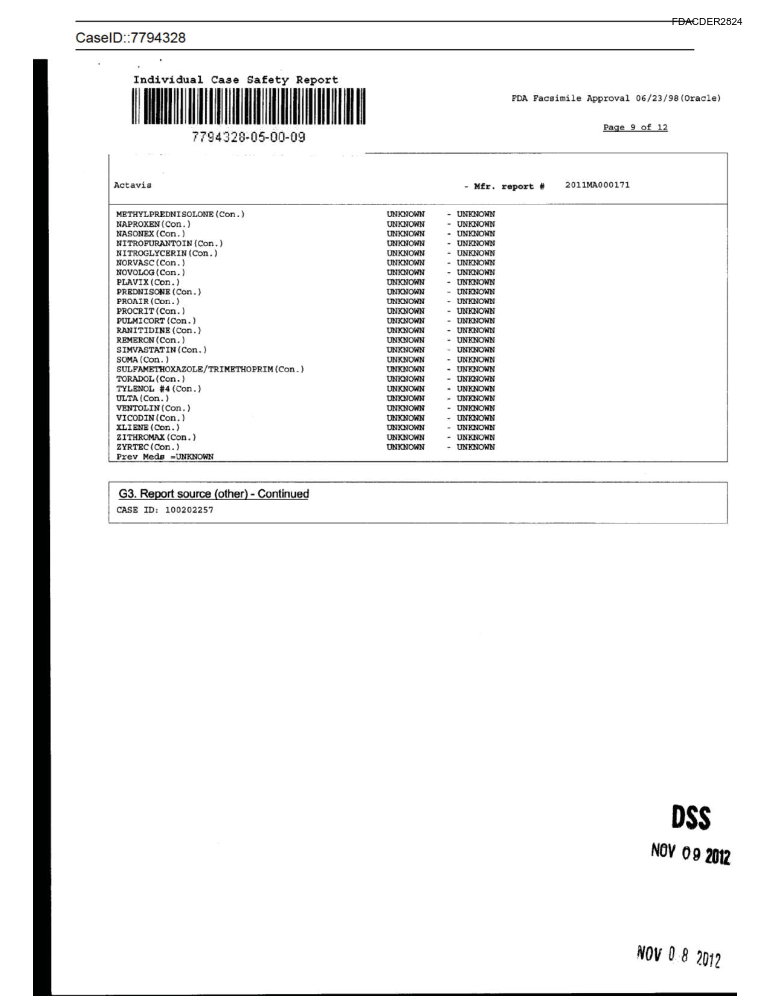 FDACDER2824
CaseID::7794328
Individual Case Safety Report
FDA Facsimile Approval 06/23/98(Oracle)
7794328-05-00-09
Page 9 of 12
Actavis - Mfr. report # 2011MA000171
METHYLPREDNISOLONE(Con.) UNKNOWN - UNKNOWN
NAPROXEN(Con.) UNKNOWN - UNKNOWN
NASONEX(Con.) UNKNOWN - UNKNOWN
NITROFURANTOIN(Con.) UNKNOWN - UNKNOWN
NITROGLYCERIN(Con.) UNKNOWN - UNKNOWN
NORVASC(Con.) UNKNOWN - UNKNOWN
NOVOLOG(Con.) UNKNOWN - UNKNOWN
PLAVIX(Con.) UNKNOWN - UNKNOWN
PREDNISONE(Con.) UNKNOWN - UNKNOWN
PROAIR(Con.) UNKNOWN - UNKNOWN
PROCRIT(Con.) UNKNOWN - UNKNOWN
PULMICORT(Con.) UNKNOWN - UNKNOWN
RANITIDINE(Con.) UNKNOWN - UNKNOWN
REMERON(Con.) UNKNOWN - UNKNOWN
SIMVASTATIN(Con.) UNKNOWN - UNKNOWN
SOMA(Con.) UNKNOWN - UNKNOWN
SULFAMETHOXAZOLE/TRIMETHOPRIM(Con.) UNKNOWN - UNKNOWN
TORADOL(Con.) UNKNOWN - UNKNOWN
TYLENOL #4(Con.) UNKNOWN - UNKNOWN
ULTA(Con.) UNKNOWN - UNKNOWN
VENTOLIN(Con.) UNKNOWN - UNKNOWN
VICODIN(Con.) UNKNOWN - UNKNOWN
XLIENE(Con.) UNKNOWN - UNKNOWN
ZITHROMAX(Con.) UNKNOWN - UNKNOWN
ZYRTEC(Con.) UNKNOWN - UNKNOWN
Prev Meds =UNKNOWN
G3. Report source (other) - Continued
CASE ID: 100202257
DSS
NOV 09 2012
NOV 08 2012